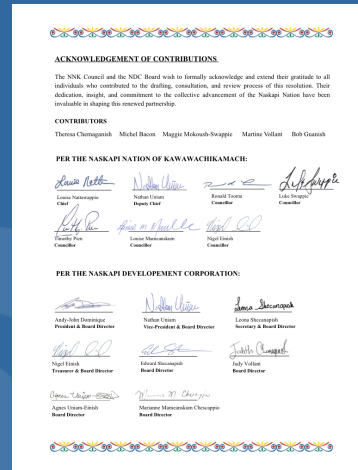 ACKNOWLEDGEMENT OF CONTRIBUTIONS
The NNK Council and the NDC Board wish to formally acknowledge and extend their gratitude to all
individuals who contributed to the drafting, consultation, and review process of this resolution. Their
dedication, insight, and commitment to the collective advancement of the Naskapi Nation have been
invaluable in shaping this renewed partnership.
CONTRIBUTORS
Theresa Chemaganish Michel Bacon Maggie Mokoush-Swappie Martine Vollant Bob Guanish
PER THE NASKAPI NATION OF KAWAWACHIKAMACH:
Louise Nattawappio Nathan Uniam Ronald Tooma Luke Swappie
Chief Deputy Chief Councillor Councillor
Timothy Pien Louise Mameanskum Nigel Einish
Councillor Councillor Councillor
PER THE NASKAPI DEVELOPEMENT CORPORATION:
Nathan Uniam Leona Shecanapish
Andy-John Dominique Nathan Uniam Leona Shecanapish
President & Board Director Vice-President & Board Director Secretary & Board Director
Nigel Einish Edward Shecanapish Judy Vollant
Treasurer & Board Director Board Director Board Director
Agnes Uniam-Einish Marianne Mameanskum Chescappio
Board Director Board Director